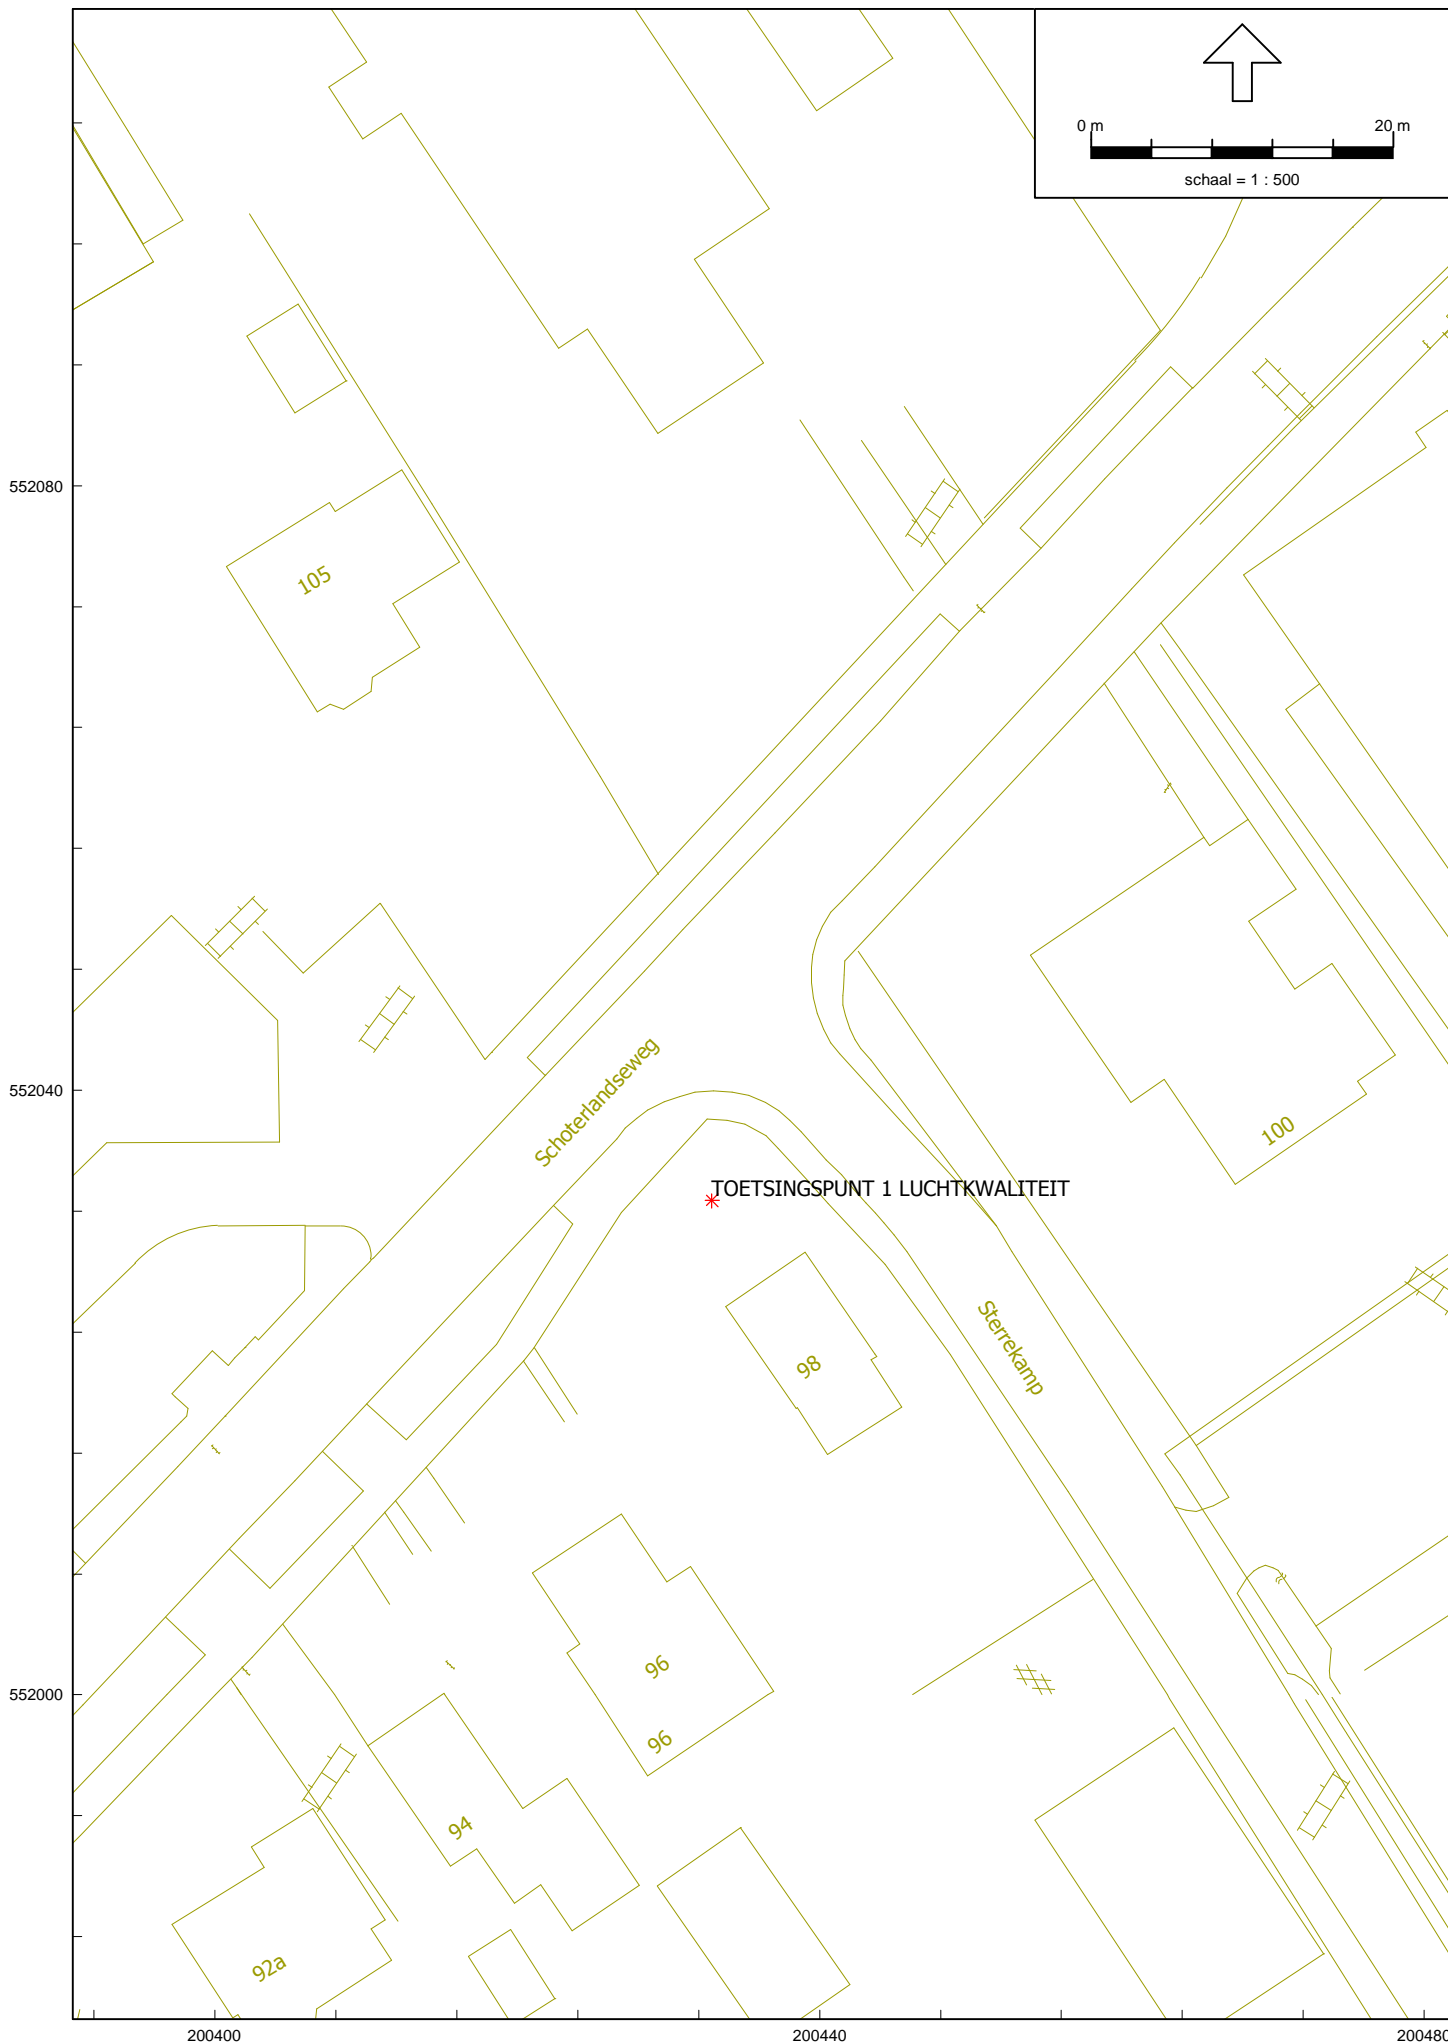 0 m 20 m
schaal = 1 : 500
552080
105
552040
Schoterlandseweg
100
TOETSINGSPUNT 1 LUCHTKWALITEIT
Sterrekamp
98
96
552000
96
94
92a
200400 200440 200480